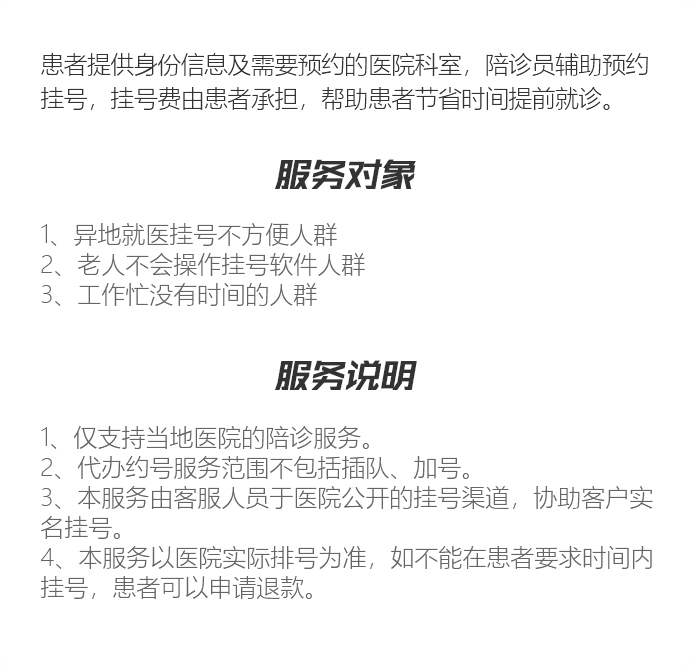 患者提供身份信息及需要预约的医院科室，陪诊员辅助预约
挂号，挂号费由患者承担，帮助患者节省时间提前就诊。
服务对象
1、异地就医挂号不方便人群
2、老人不会操作挂号软件人群
3、工作忙没有时间的人群
服务说明
1、仅支持当地医院的陪诊服务。
2、代办约号服务范围不包括插队、加号。
3、本服务由客服人员于医院公开的挂号渠道，协助客户实
名挂号。
4、本服务以医院实际排号为准，如不能在患者要求时间内
挂号，患者可以申请退款。